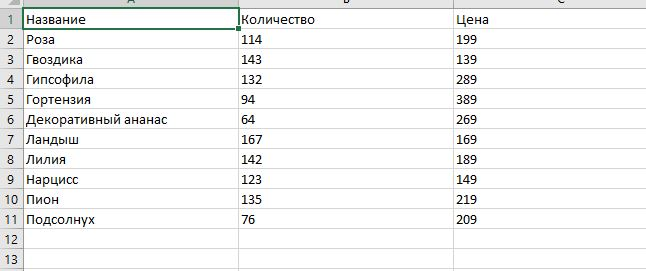 1 Название Количество Цена
2 Роза 114 199
3 Гвоздика 143 139
4 Гипсофила 132 289
5 Гортензия 94 389
6 Декоративный ананас 64 269
7 Ландыш 167 169
8 Лилия 142 189
9 Нарцисс 123 149
10 Пион 135 219
11 Подсолнух 76 209
12
13